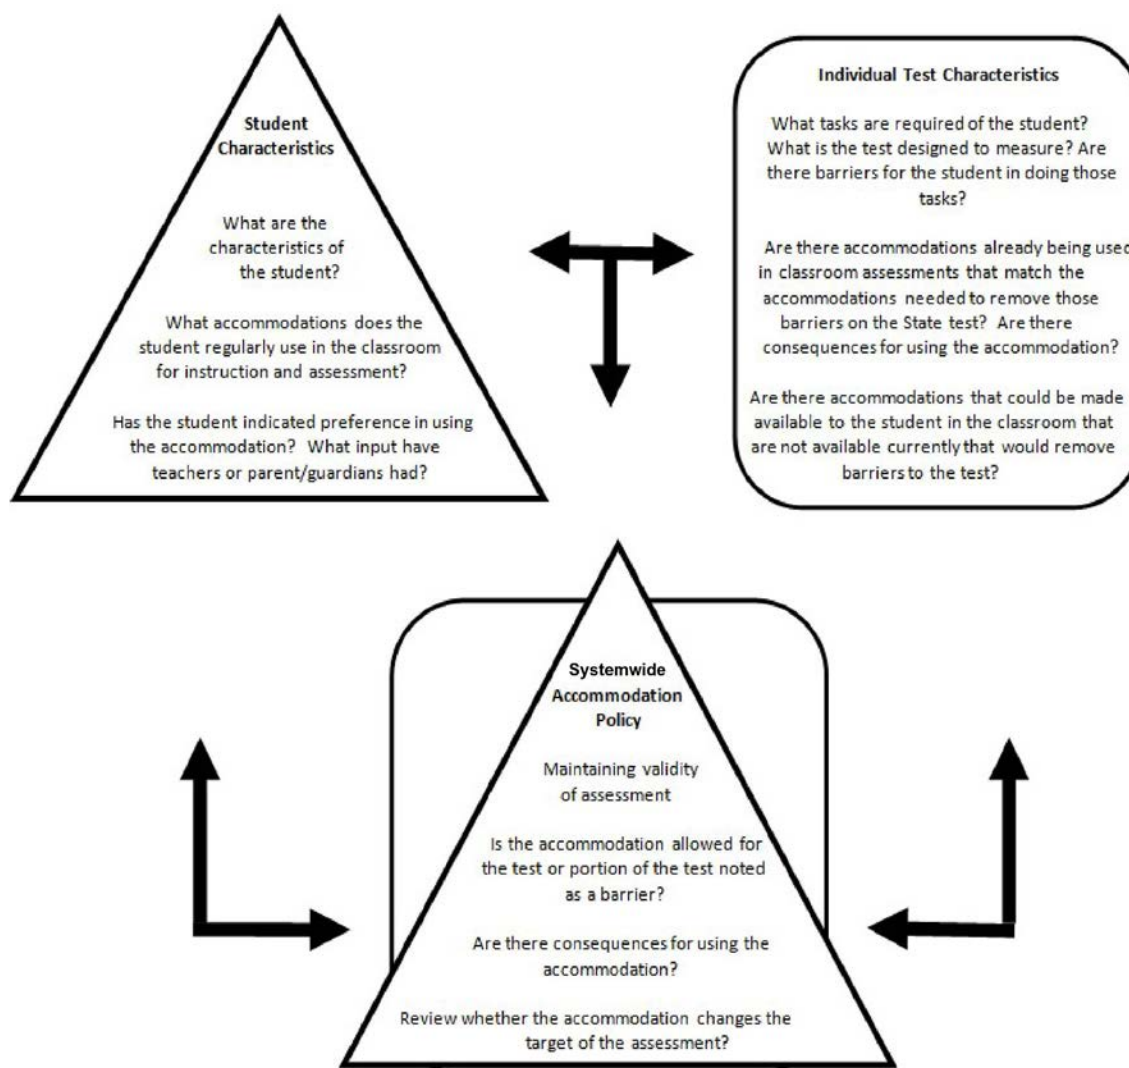 Student
Characteristics
What are the
characteristics of
the student?
What accommodations does the
student regularly use in the classroom
for instruction and assessment?
Has the student indicated preference in using
the accommodation? What input have
teachers or parent/guardians had?
Individual Test Characteristics
What tasks are required of the student?
What is the test designed to measure? Are
there barriers for the student in doing those
tasks?
Are there accommodations already being used
in classroom assessments that match the
accommodations needed to remove those
barriers on the State test? Are there
consequences for using the accommodation?
Are there accommodations that could be made
available to the student in the classroom that
are not available currently that would remove
barriers to the test?
Systemwide
Accommodation
Policy
Maintaining validity
of assessment
Is the accommodation allowed for
the test or portion of the test noted
as a barrier?
Are there consequences for using the
accommodation?
Review whether the accommodation changes the
target of the assessment?